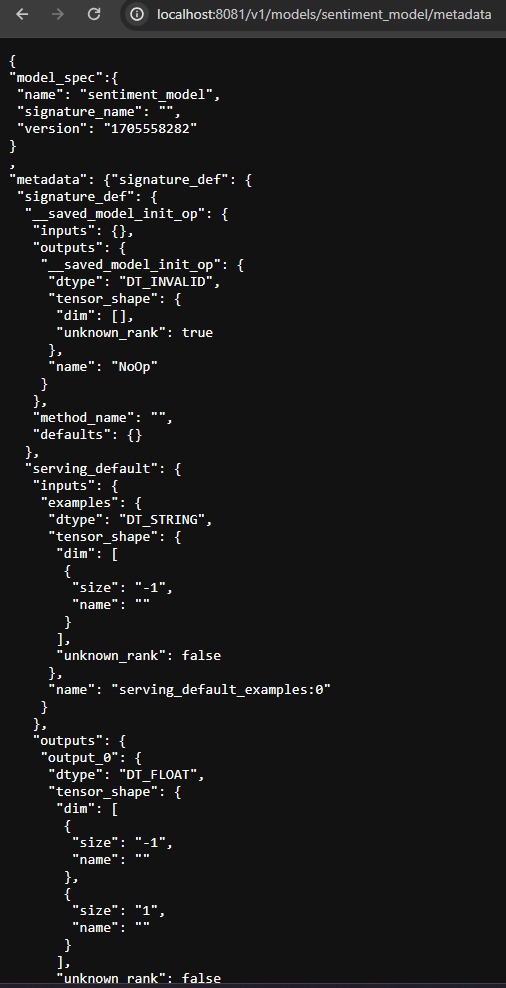 localhost:8081/v1/models/sentiment_model/metadata
{
"model_spec":{
 "name": "sentiment_model",
 "signature_name": "",
 "version": "1705558282"
}
,
"metadata": {"signature_def": {
 "signature_def": {
  "__saved_model_init_op": {
   "inputs": {},
   "outputs": {
    "__saved_model_init_op": {
     "dtype": "DT_INVALID",
     "tensor_shape": {
      "dim": [],
      "unknown_rank": true
     },
     "name": "NoOp"
    }
   },
   "method_name": "",
   "defaults": {}
  },
  "serving_default": {
   "inputs": {
    "examples": {
     "dtype": "DT_STRING",
     "tensor_shape": {
      "dim": [
       {
        "size": "-1",
        "name": ""
       }
      ],
      "unknown_rank": false
     },
     "name": "serving_default_examples:0"
    }
   },
   "outputs": {
    "output_0": {
     "dtype": "DT_FLOAT",
     "tensor_shape": {
      "dim": [
       {
        "size": "-1",
        "name": ""
       },
       {
        "size": "1",
        "name": ""
       }
      ],
      "unknown_rank": false